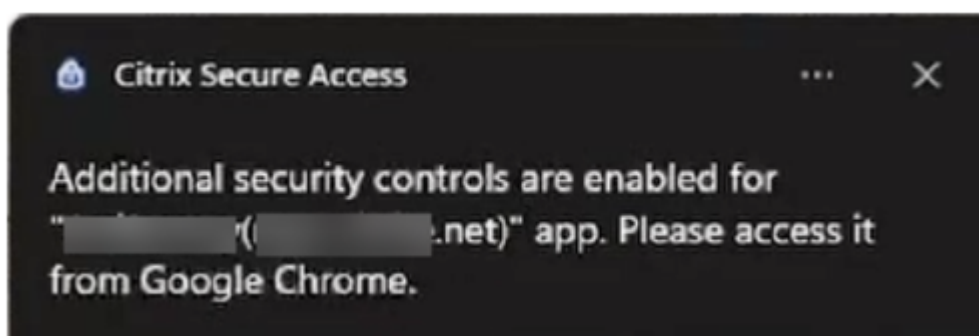 Citrix Secure Access
Additional security controls are enabled for
" ( .net)" app. Please access it
from Google Chrome.